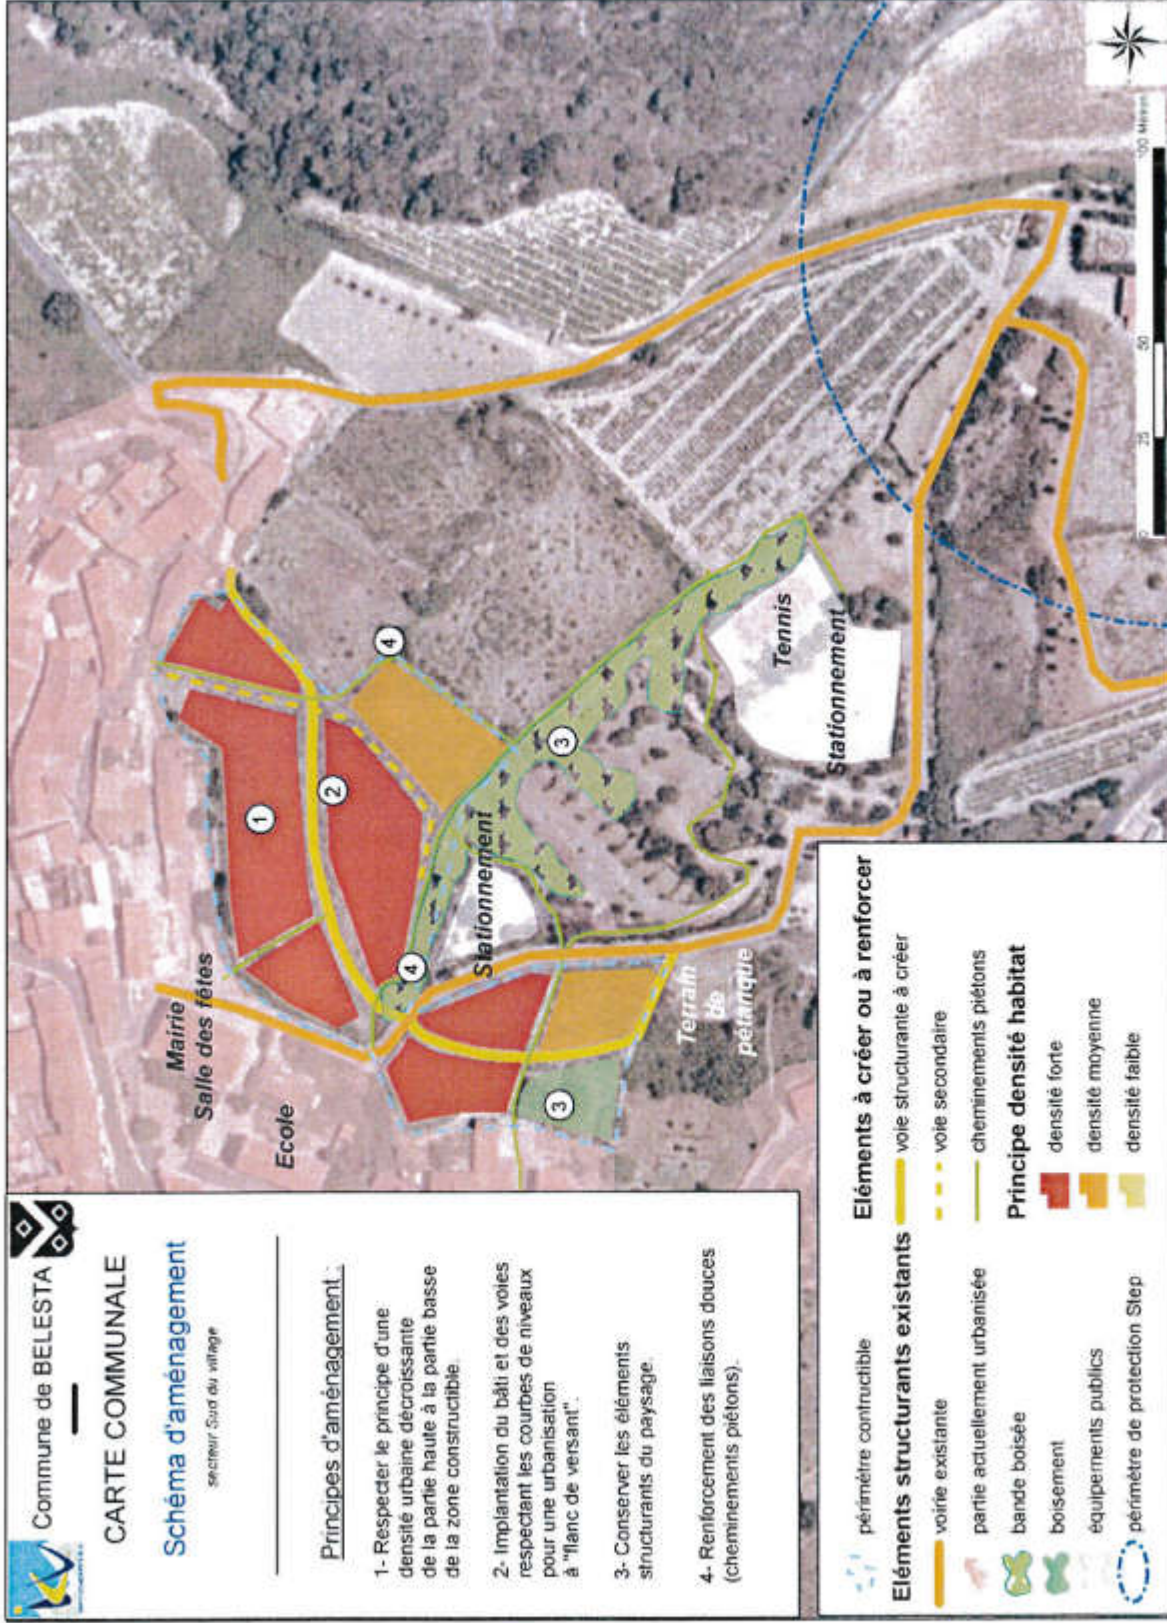 Commune de BELESTA
CARTE COMMUNALE
Schéma d'aménagement
secteur Sud du village
Principes d'aménagement :
1- Respecter le principe d'une
densité urbaine décroissante
de la partie haute à la partie basse
de la zone constructible.
2- Implantation du bâti et des voies
respectant les courbes de niveaux
pour une urbanisation
à "flanc de versant".
3- Conserver les éléments
structurants du paysage.
4- Renforcement des liaisons douces
(cheminements piétons).
Mairie
Salle des fêtes
Ecole
1
2
3
3
4
4
Stationnement
Terrain
de
pétanque
Tennis
Stationnement
périmètre contructible
Eléments structurants existants
voirie existante
partie actuellement urbanisée
bande boisée
boisement
équipements publics
périmètre de protection Step
Eléments à créer ou à renforcer
voie structurante à créer
voie secondaire
cheminements piétons
Principe densité habitat
densité forte
densité moyenne
densité faible
0 25 50 100 Mètres